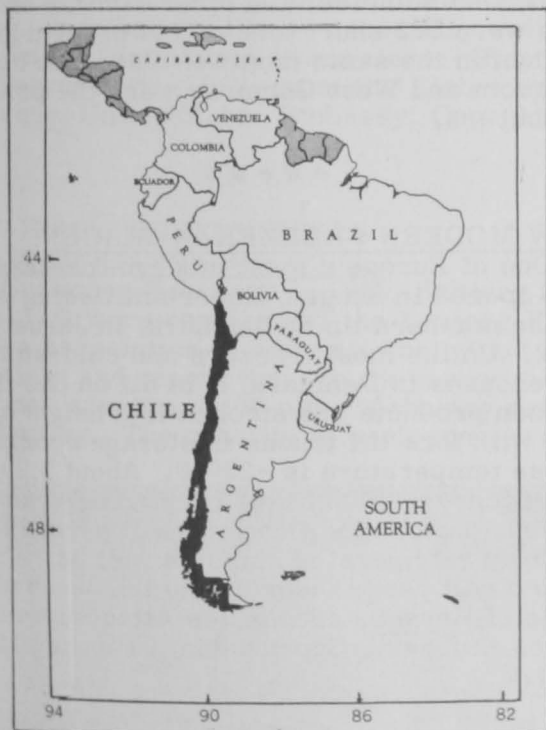 CARIBBEAN SEA
VENEZUELA
COLOMBIA
ECUADOR
PERU
BRAZIL
44
BOLIVIA
PARAGUAY
CHILE
ARGENTINA
URUGUAY
SOUTH
AMERICA
48
94 90 86 82